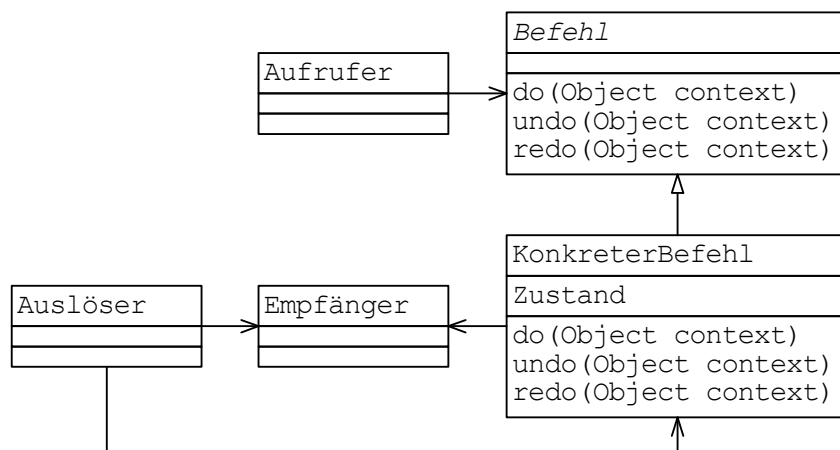 Befehl
Aufrufer
do(Object context)
undo(Object context)
redo(Object context)
KonkreterBefehl
Auslöser
Empfänger
Zustand
do(Object context)
undo(Object context)
redo(Object context)